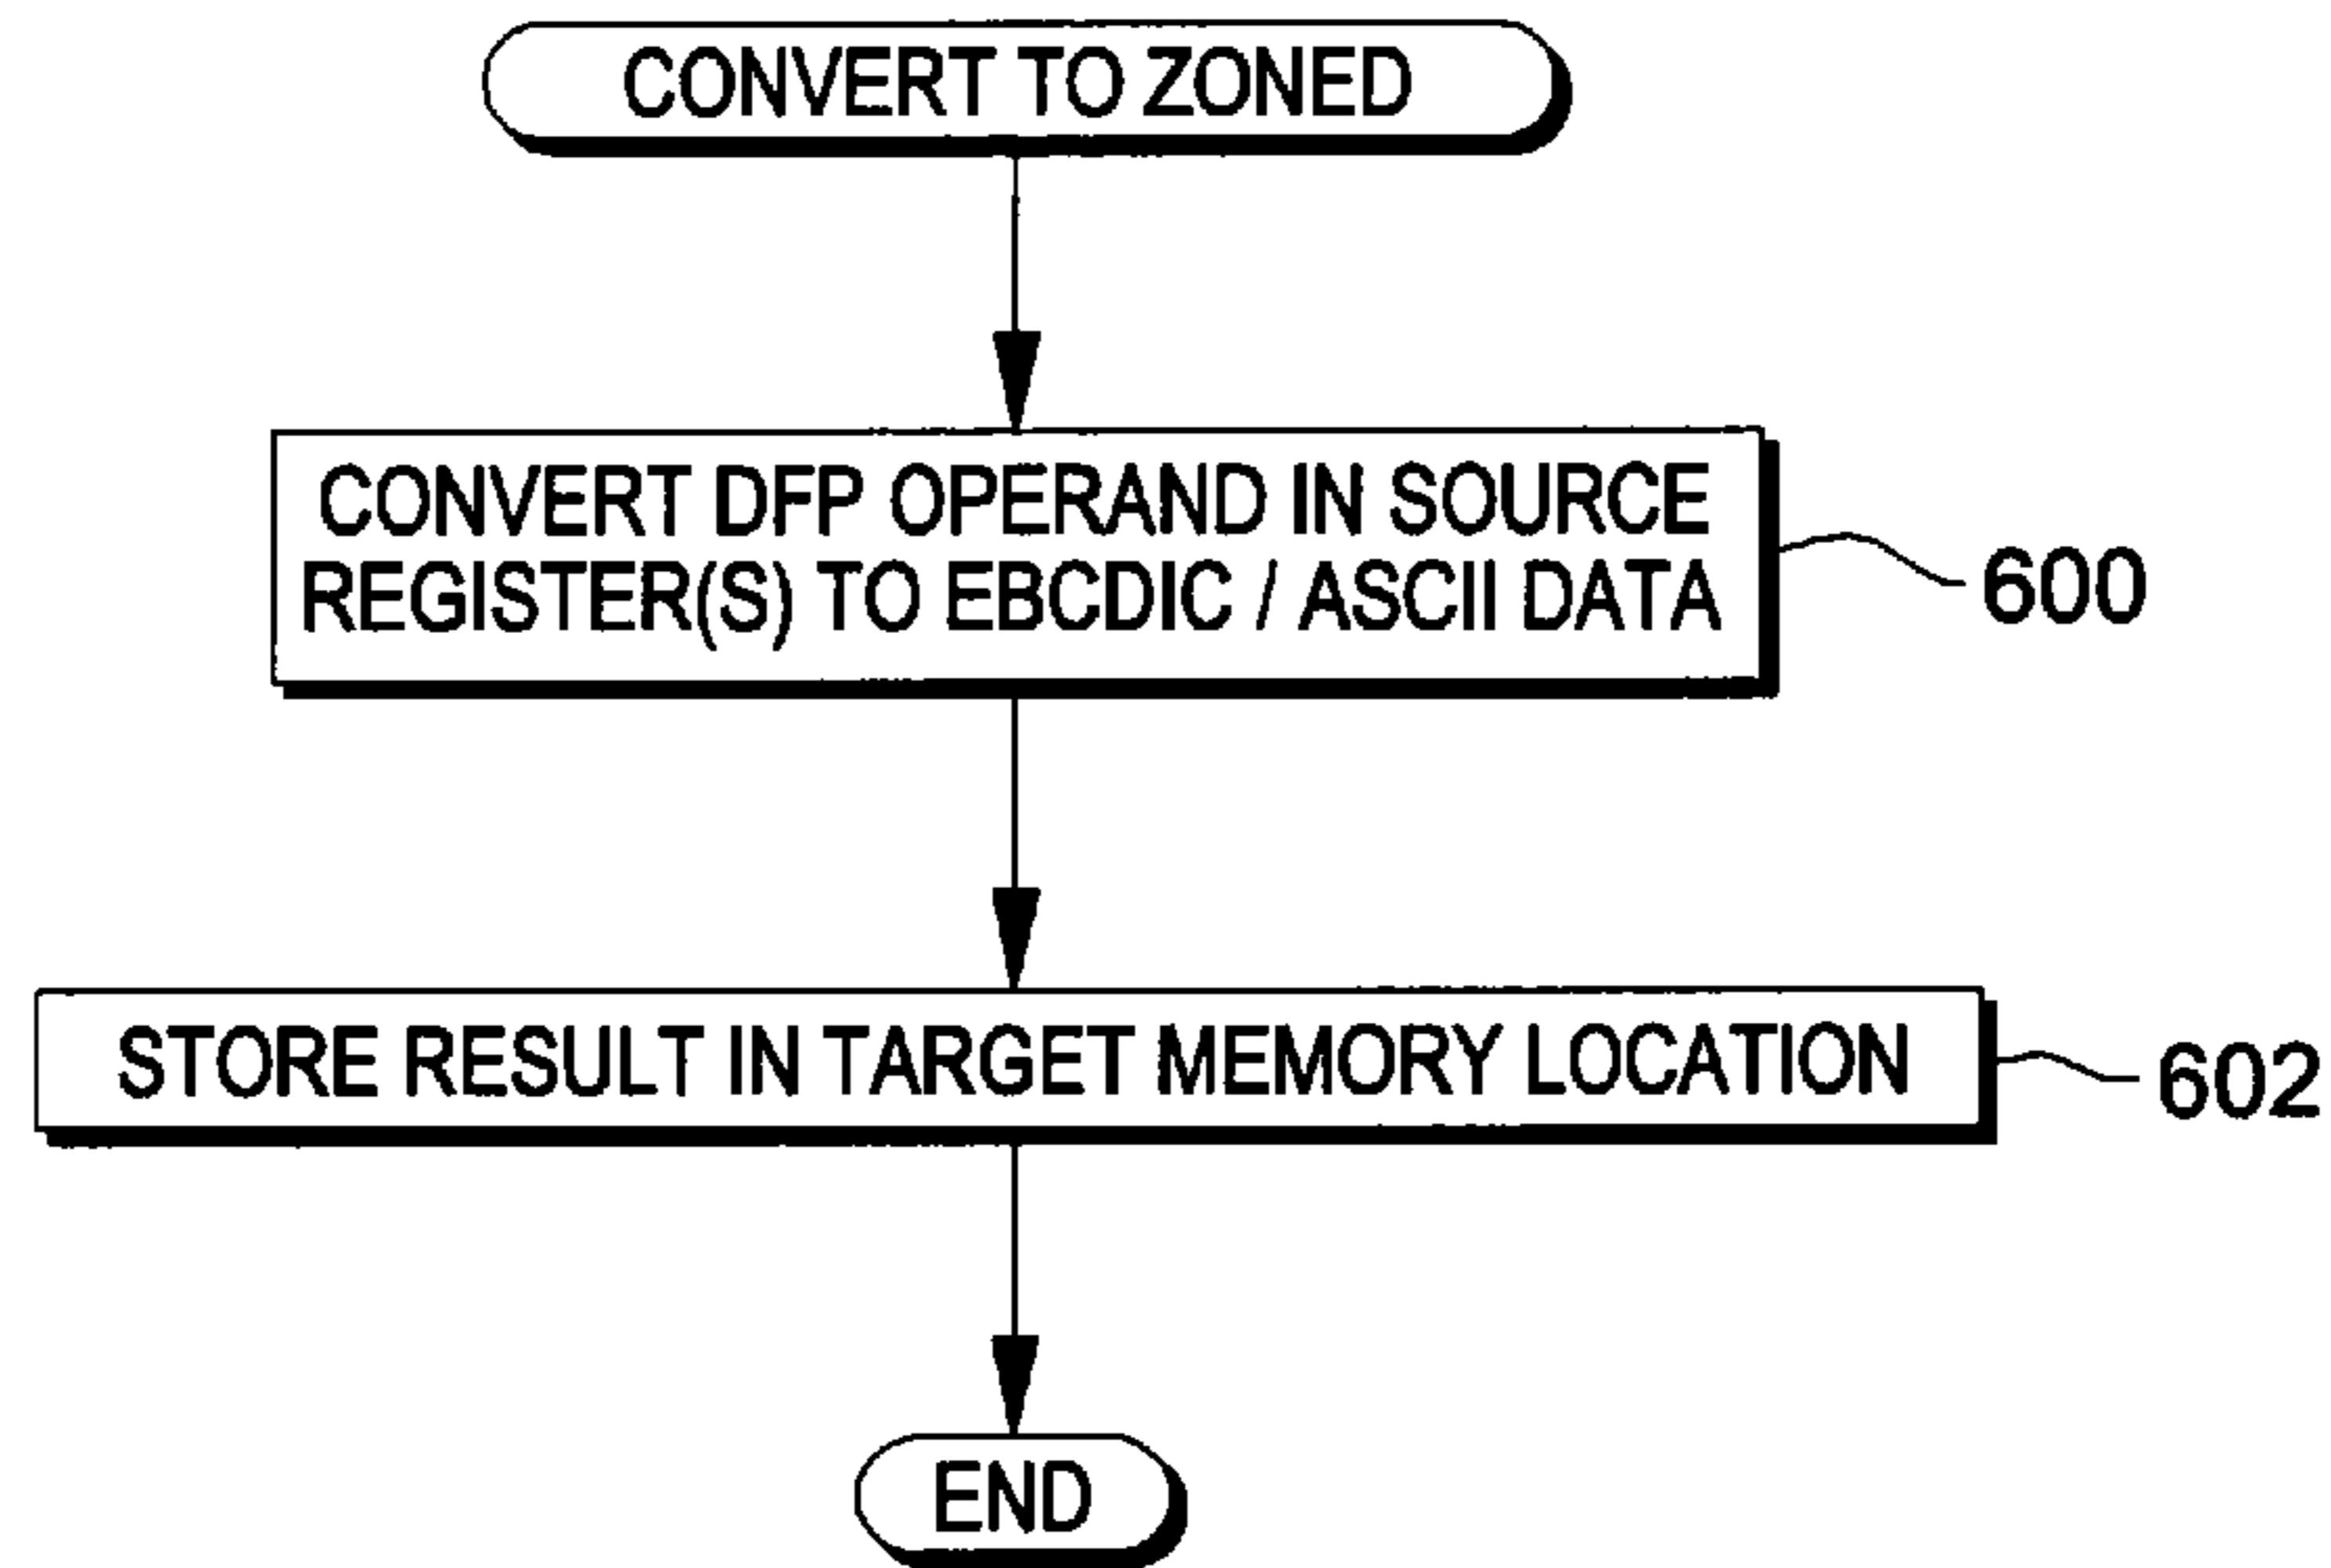 CONVERT TO ZONED
CONVERT DFP OPERAND IN SOURCE
REGISTER(S) TO EBCDIC / ASCII DATA
600
STORE RESULT IN TARGET MEMORY LOCATION
602
END